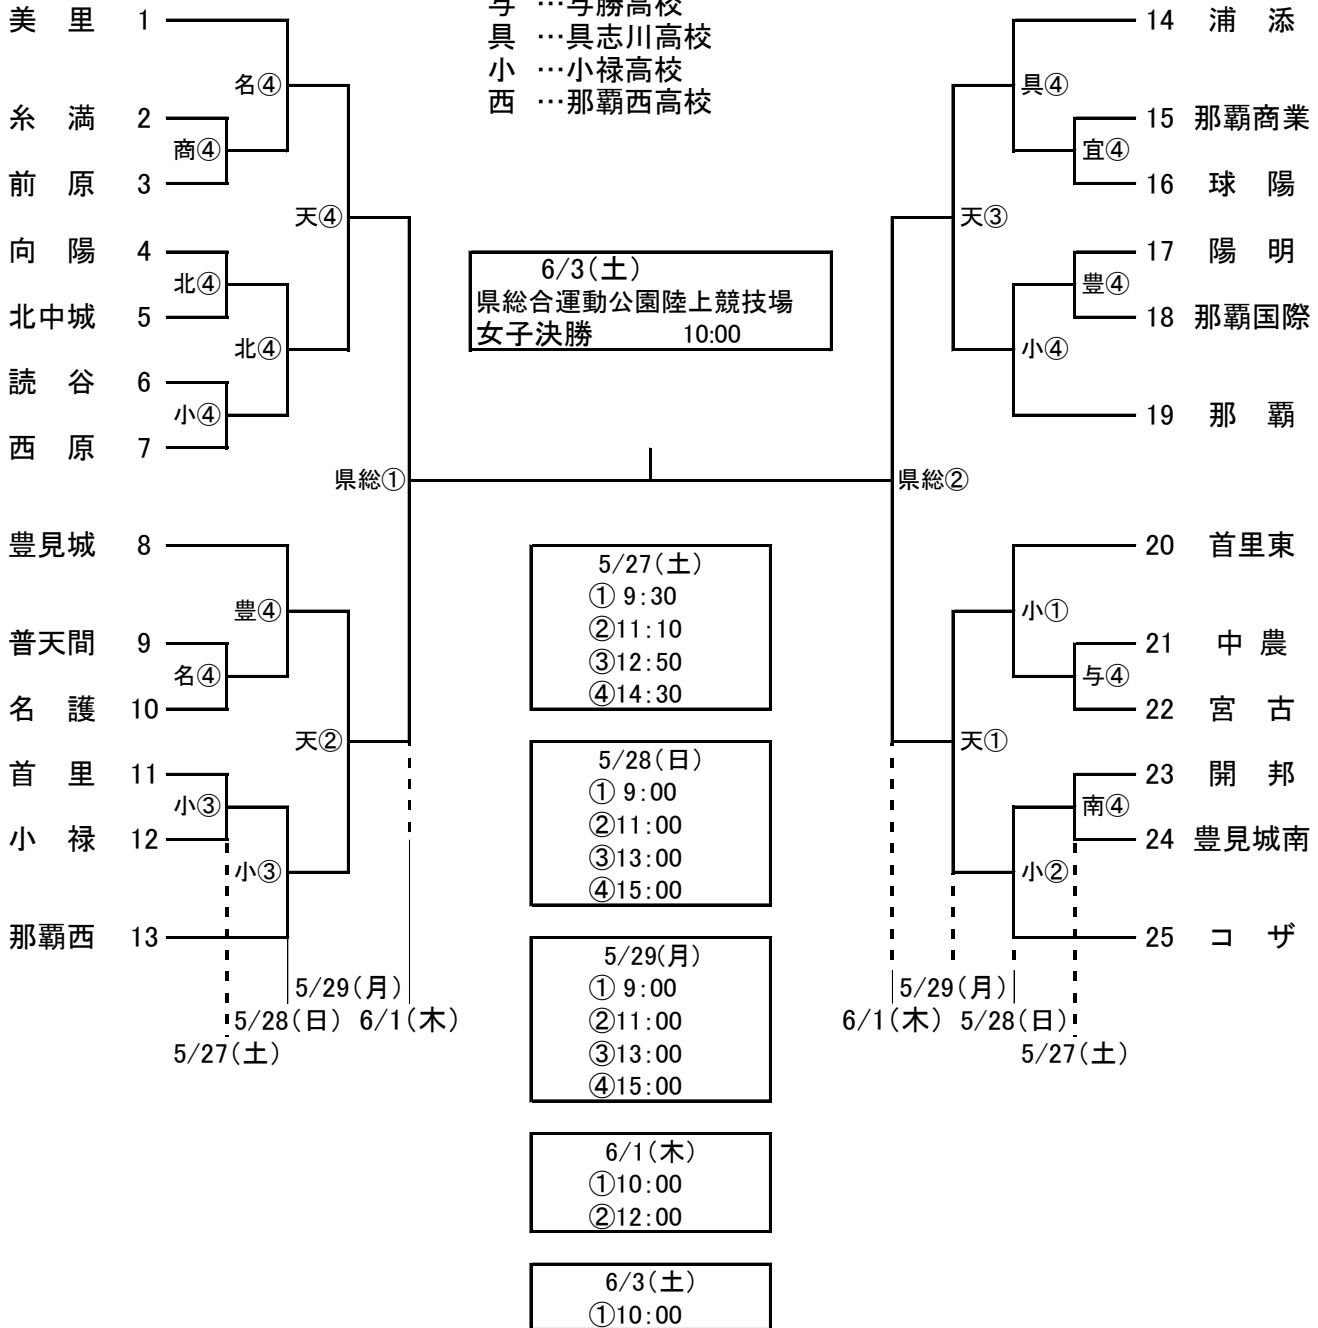 与 …与勝高校
具 …具志川高校
小 …小禄高校
西 …那覇西高校
美 里 1
名④
糸 満 2
商④
前 原 3
天④
向 陽 4
北④
北中城 5
北④
読 谷 6
小④
西 原 7
県総①
豊見城 8
豊④
普天間 9
名④
名 護 10
天②
首 里 11
小③
小 禄 12
小③
那覇西 13
5/29(月)
5/28(日) 6/1(木)
5/27(土)
6/3(土)
県総合運動公園陸上競技場
女子決勝 10:00
5/27(土)
① 9:30
②11:10
③12:50
④14:30
5/28(日)
① 9:00
②11:00
③13:00
④15:00
5/29(月)
① 9:00
②11:00
③13:00
④15:00
6/1(木)
①10:00
②12:00
6/3(土)
①10:00
14 浦 添
具④
15 那覇商業
宜④
16 球 陽
天③
17 陽 明
豊④
18 那覇国際
小④
19 那 覇
県総②
20 首里東
小①
21 中 農
与④
22 宮 古
天①
23 開 邦
南④
24 豊見城南
小②
25 コ ザ
5/29(月)
6/1(木) 5/28(日)
5/27(土)